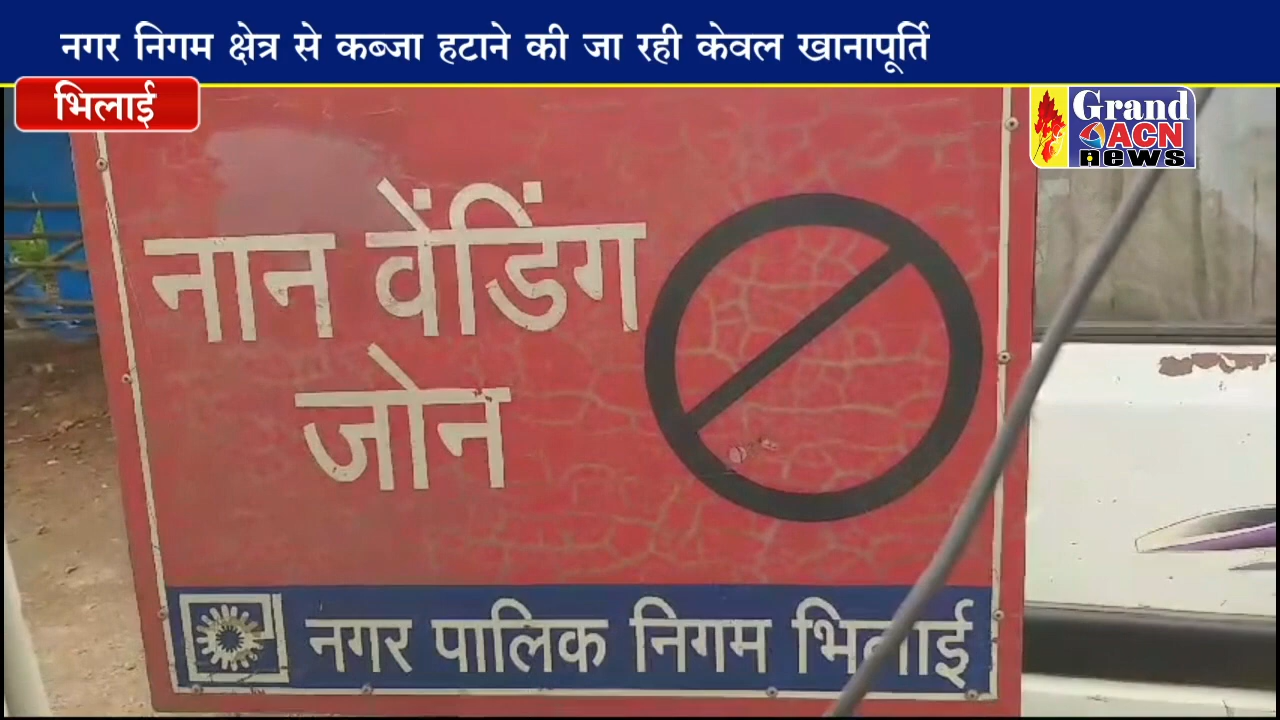 नगर निगम क्षेत्र से कब्जा हटाने की जा रही केवल खानापूर्ति
भिलाई
Grand
ACN
news
नान वेंडिंग
जोन
नगर पालिक निगम भिलाई